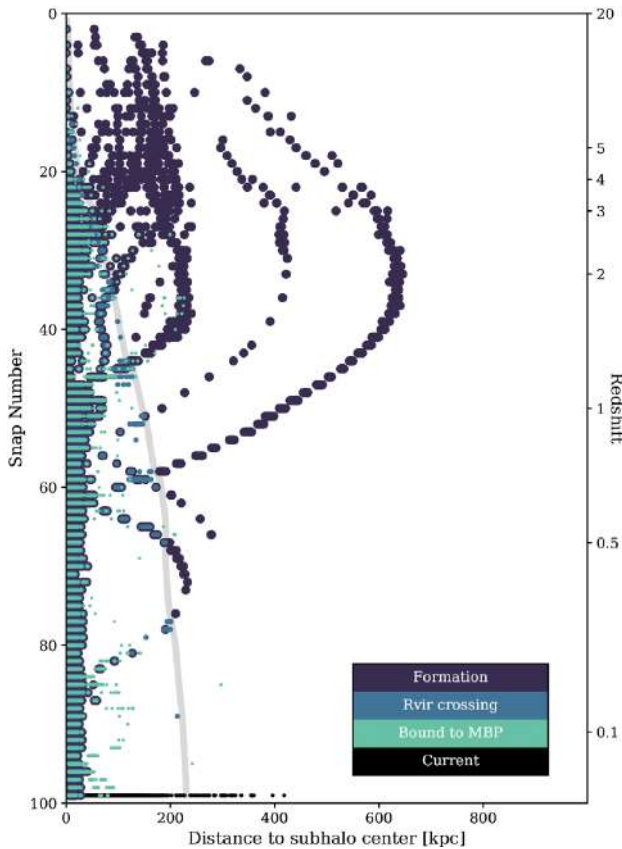 0
20
20
5
4
3
40
2
Snap Number
1
Redshift
60
0.5
80
Formation
Rvir crossing
Bound to MBP
0.1
Current
100
0
200
400
600
800
Distance to subhalo center [kpc]